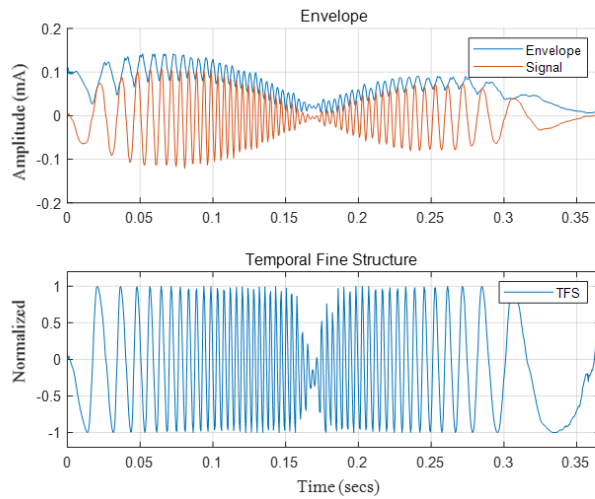 Envelope
0.2
0.1
0
-0.1
-0.2
Amplitude (mA)
Envelope
Signal
0 0.05 0.1 0.15 0.2 0.25 0.3 0.35
Temporal Fine Structure
1
0.5
0
-0.5
-1
Normalized
TFS
0 0.05 0.1 0.15 0.2 0.25 0.3 0.35
Time (secs)